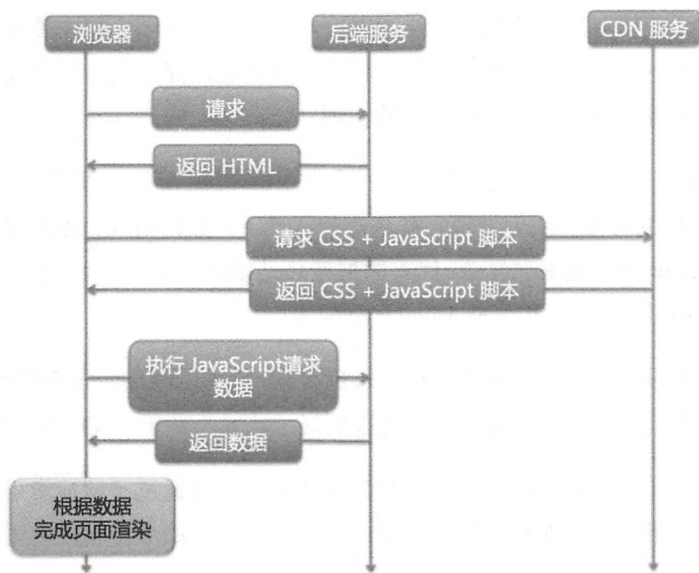 浏览器
后端服务
CDN 服务
请求
返回 HTML
请求 CSS + JavaScript 脚本
返回 CSS + JavaScript 脚本
执行 JavaScript请求
数据
返回数据
根据数据
完成页面渲染